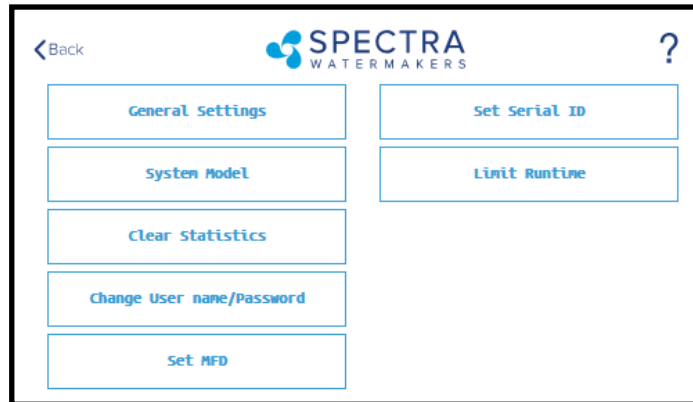 Back
SPECTRA
WATERMAKERS
?
General Settings
Set Serial ID
System Model
Limit Runtime
Clear Statistics
Change User name/Password
Set MFD